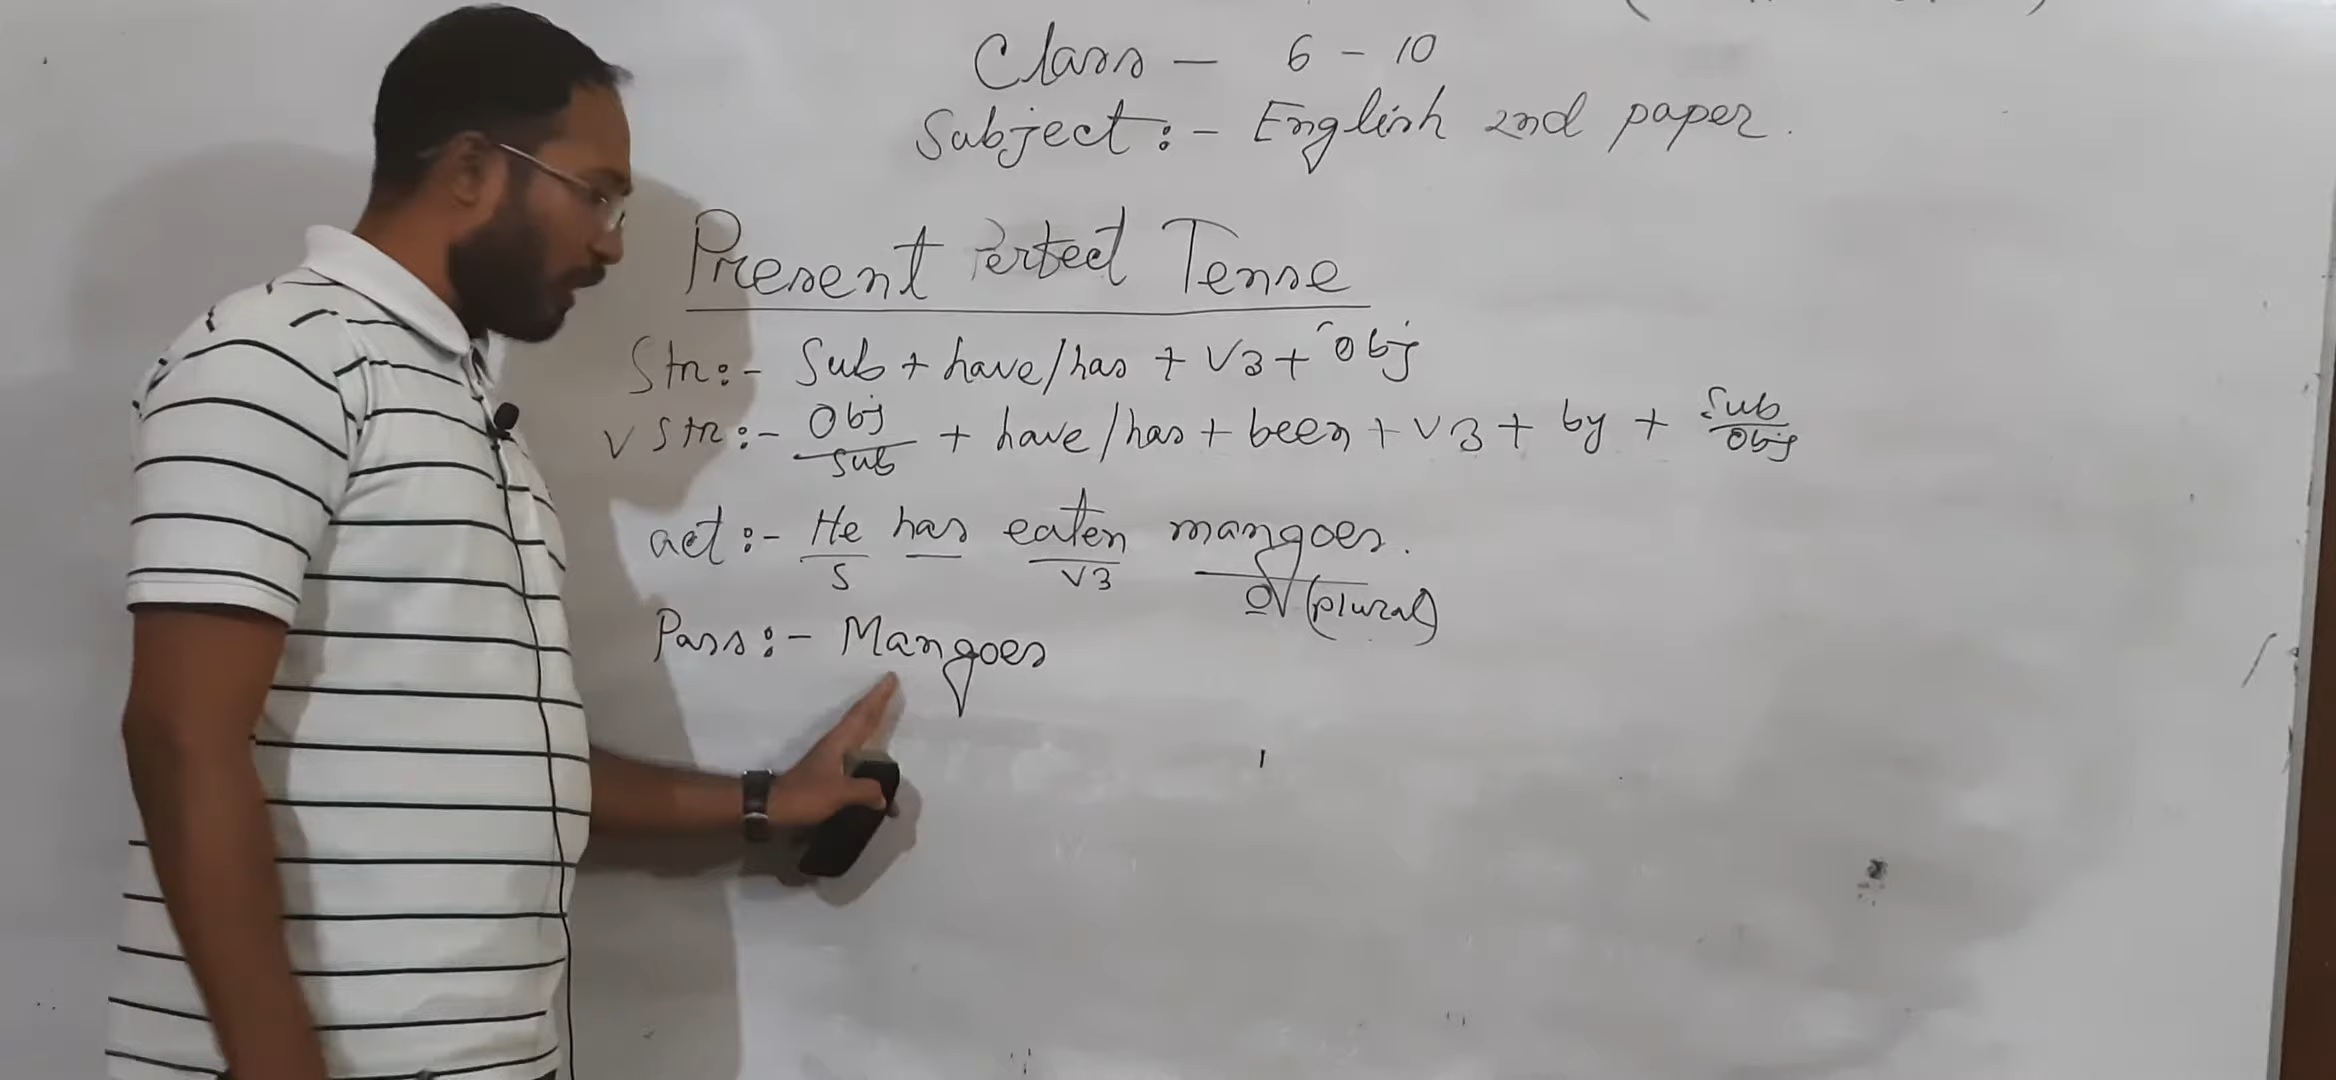 Class - 6 - 10
Subject :- English 2nd paper.
Present Perfect Tense
Str :- Sub + have/has + V3 + Obj
V Str :- Obj/Sub + have/has + been + V3 + by + Sub/Obj
act :- He has eaten mangoes.
S V3 O (plural)
Pass :- Mangoes